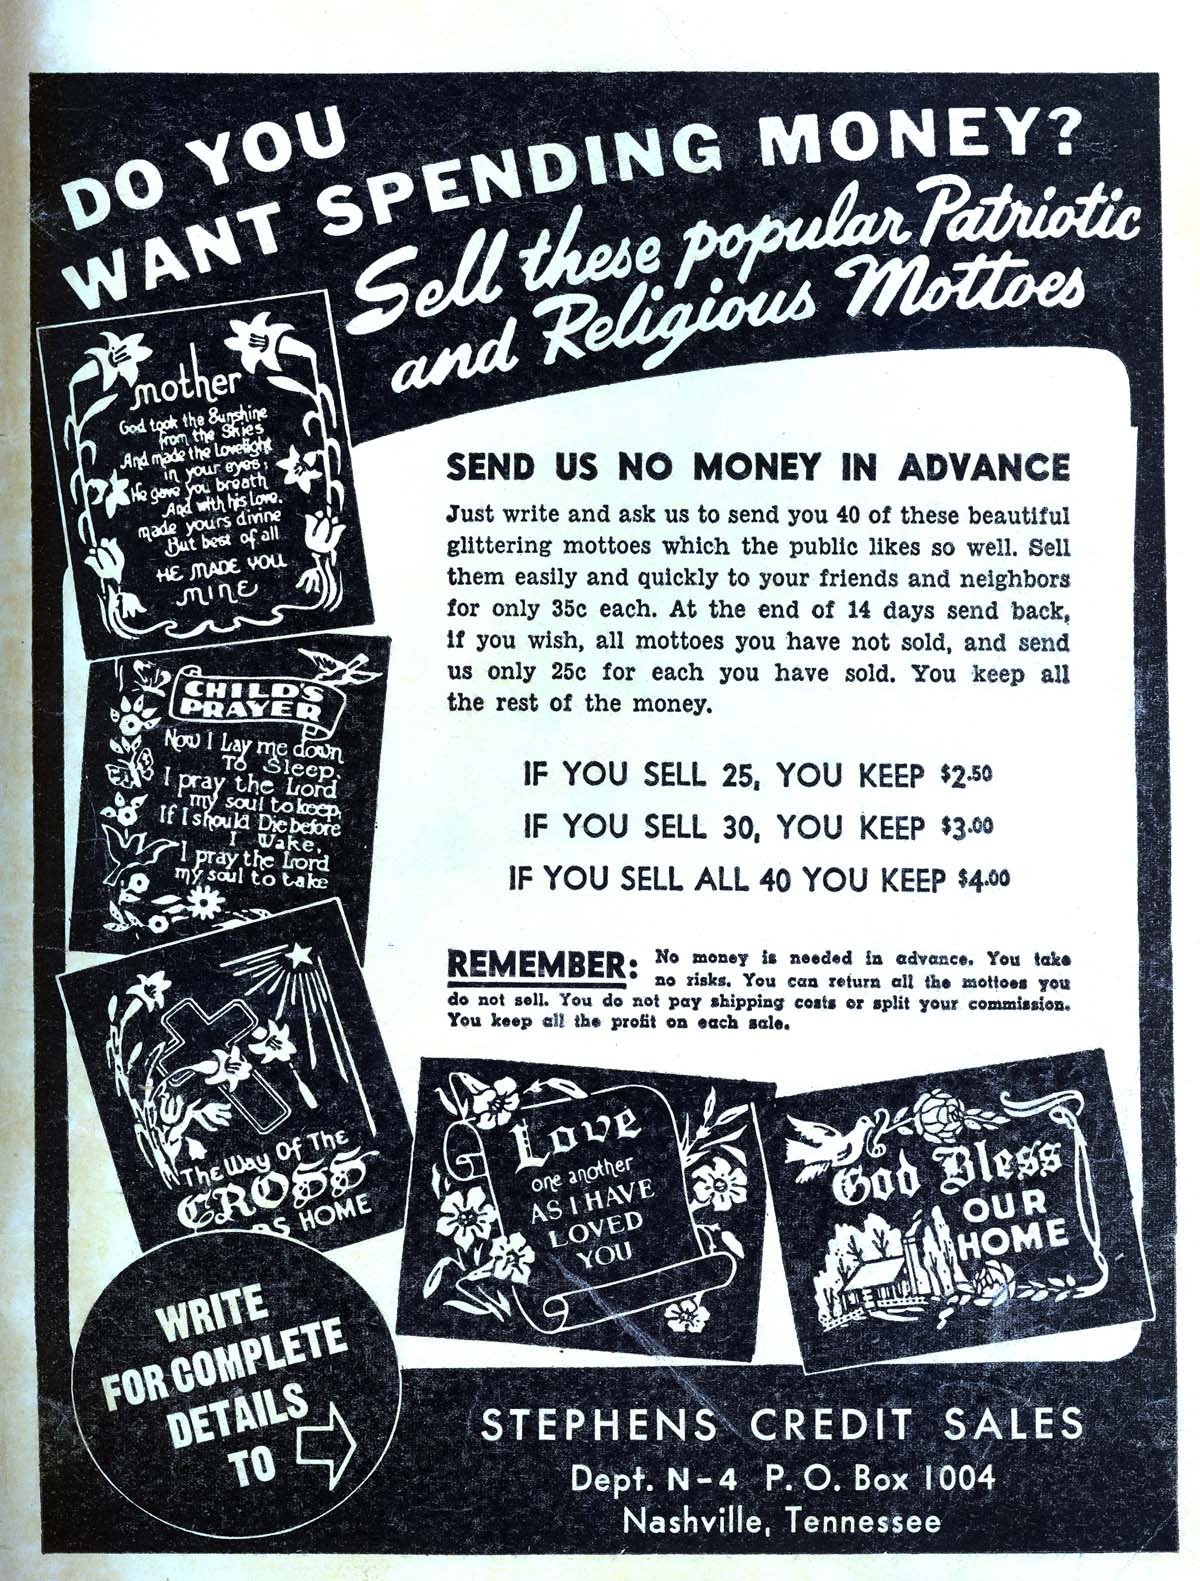 DO YOU
WANT SPENDING MONEY?
Sell these popular Patriotic
and Religious Mottoes
mother
God took the Sunshine
from the Skies
And made the Lovelight
in your eyes;
He gave you breath
And with his Love.
made yours divine
But best of all
HE MADE YOU
MINE
CHILD'S
PRAYER
Now I Lay me down
To Sleep.
I pray the Lord
my soul to keep,
If I should Die before
I Wake,
I pray the Lord
my soul to take
The Way Of The
CROSS
HOME
SEND US NO MONEY IN ADVANCE
Just write and ask us to send you 40 of these beautiful
glittering mottoes which the public likes so well. Sell
them easily and quickly to your friends and neighbors
for only 35c each. At the end of 14 days send back,
if you wish, all mottoes you have not sold, and send
us only 25c for each you have sold. You keep all
the rest of the money.
IF YOU SELL 25, YOU KEEP $2.50
IF YOU SELL 30, YOU KEEP $3.00
IF YOU SELL ALL 40 YOU KEEP $4.00
REMEMBER: No money is needed in advance. You take
no risks. You can return all the mottoes you
do not sell. You do not pay shipping costs or split your commission.
You keep all the profit on each sale.
Love
one another
AS I HAVE
LOVED
YOU
God Bless
OUR
HOME
WRITE
FOR COMPLETE
DETAILS
TO
STEPHENS CREDIT SALES
Dept. N-4 P. O. Box 1004
Nashville, Tennessee